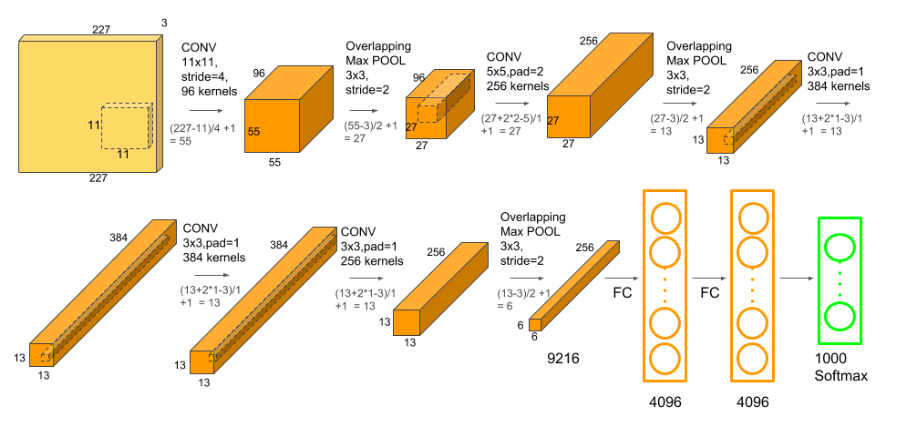 227
3
11
11
227
CONV
11x11,
stride=4,
96 kernels
(227-11)/4 +1
= 55
96
55
55
Overlapping
Max POOL
3x3,
stride=2
(55-3)/2 +1
= 27
96
27
27
CONV
5x5,pad=2
256 kernels
(27+2*2-5)/1
+1 = 27
256
27
27
Overlapping
Max POOL
3x3,
stride=2
(27-3)/2 +1
= 13
256
13
13
CONV
3x3,pad=1
384 kernels
(13+2*1-3)/1
+1 = 13
384
13
13
CONV
3x3,pad=1
384 kernels
(13+2*1-3)/1
+1 = 13
384
13
13
CONV
3x3,pad=1
256 kernels
(13+2*1-3)/1
+1 = 13
256
13
13
Overlapping
Max POOL
3x3,
stride=2
(13-3)/2 +1
= 6
256
6
6
9216
FC
4096
FC
4096
1000
Softmax